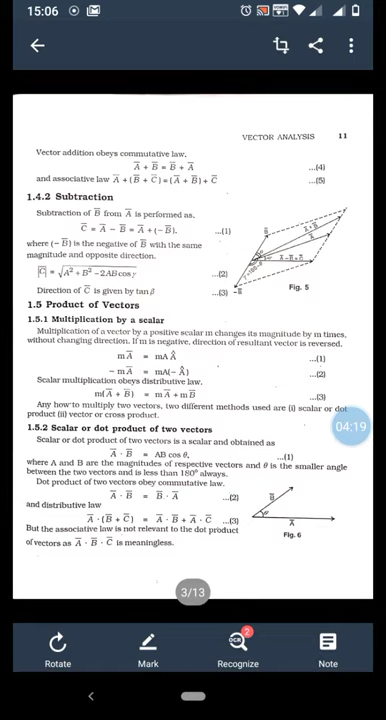 15:06
VECTOR ANALYSIS 11
Vector addition obeys commutative law,
A̅ + B̅ = B̅ + A̅ ...(4)
and associative law A̅ + (B̅ + C̅) = (A̅ + B̅) + C̅ ...(5)
1.4.2 Subtraction
Subtraction of B̅ from A̅ is performed as,
C̅ = A̅ − B̅ = A̅ + (−B̅). ...(1)
where (− B̅) is the negative of B̅ with the same
magnitude and opposite direction.
|C̅| = √A² + B² − 2AB cos γ ...(2)
Direction of C̅ is given by tan β ...(3)
B̅
A̅ + B̅
A̅
−B̅
Fig. 5
1.5 Product of Vectors
1.5.1 Multiplication by a scalar
Multiplication of a vector by a positive scalar m changes its magnitude by m times,
without changing direction. If m is negative, direction of resultant vector is reversed.
m A̅ = mA Â ...(1)
− m A̅ = mA(− Â) ...(2)
Scalar multiplication obeys distributive law.
m(A̅ + B̅) = m A̅ + m B̅ ...(3)
Any how to multiply two vectors, two different methods used are (i) scalar or dot
product (ii) vector or cross product.
04:19
1.5.2 Scalar or dot product of two vectors
Scalar or dot product of two vectors is a scalar and obtained as
A̅ · B̅ = AB cos θ, ...(1)
where A and B are the magnitudes of respective vectors and θ is the smaller angle
between the two vectors and is less than 180° always.
Dot product of two vectors obey commutative law.
A̅ · B̅ = B̅ · A̅ ...(2)
and distributive law
A̅ · (B̅ + C̅) = A̅ · B̅ + A̅ · C̅ ...(3)
But the associative law is not relevant to the dot product
of vectors as A̅ · B̅ · C̅ is meaningless.
B̅
θ
A̅
Fig. 6
3/13
2
OCR
Rotate Mark Recognize Note